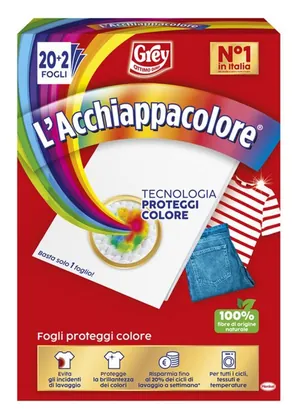 20+2
FOGLI
Grey
N°1
in Italia
L'Acchiappacolore®
TECNOLOGIA
PROTEGGI
COLORE
Basta solo 1 foglio!
100%
fibre di origine
naturale
Fogli proteggi colore
Evita
gli incidenti
di lavaggio
Protegge
la brillantezza
dei colori
Risparmia fino
al 20% dei cicli di
lavaggio a settimana*
Per tutti i cicli,
tessuti e
temperature
Henkel